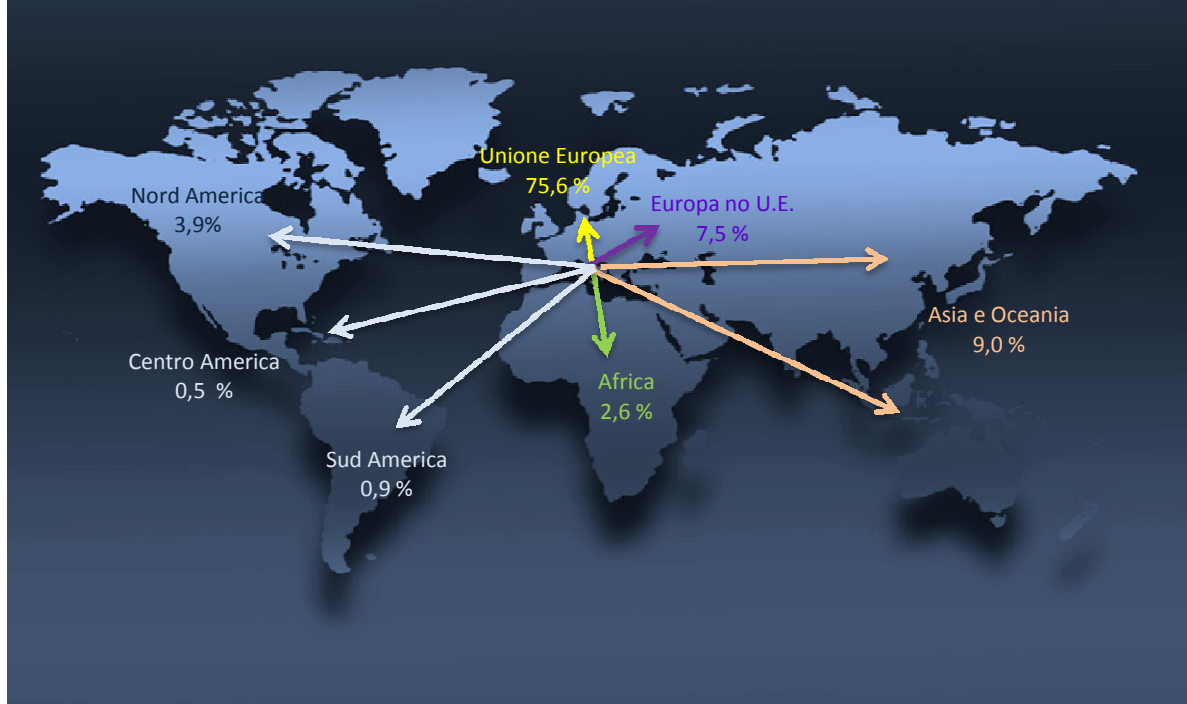 Unione Europea
75,6 %
Nord America
3,9%
Europa no U.E.
7,5 %
Asia e Oceania
9,0 %
Centro America
0,5  %
Africa
2,6 %
Sud America
0,9 %